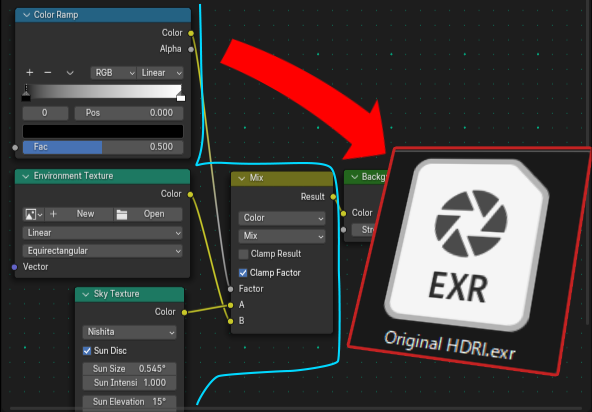 Color Ramp
Color
Alpha
RGB
Linear
0
Pos 0.000
Fac 0.500
Environment Texture
Color
New
Open
Linear
Equirectangular
Vector
Sky Texture
Color
Nishita
Sun Disc
Sun Size 0.545°
Sun Intensi 1.000
Sun Elevation 15°
Mix
Result
Color
Mix
Clamp Result
Clamp Factor
Factor
A
B
Backg
Color
Str
EXR
Original HDRI.exr